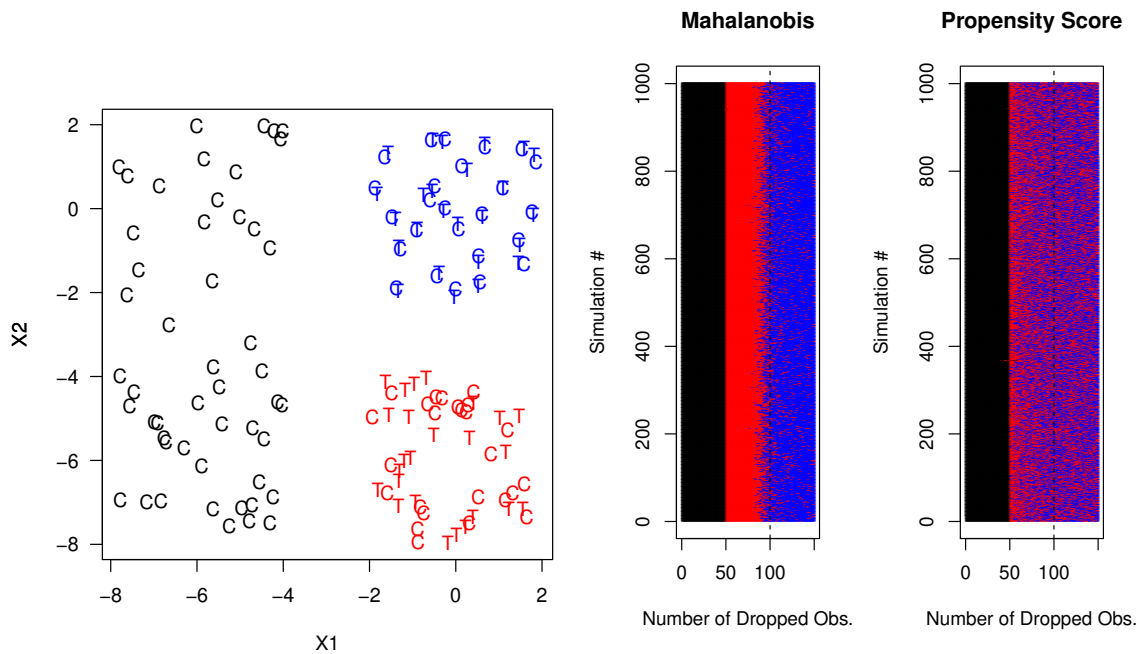 Mahalanobis
Propensity Score
2
0
−2
−4
−6
−8
X2
−8 −6 −4 −2 0 2
X1
0 200 400 600 800 1000
Simulation #
0 50 100
Number of Dropped Obs.
0 200 400 600 800 1000
Simulation #
0 50 100
Number of Dropped Obs.